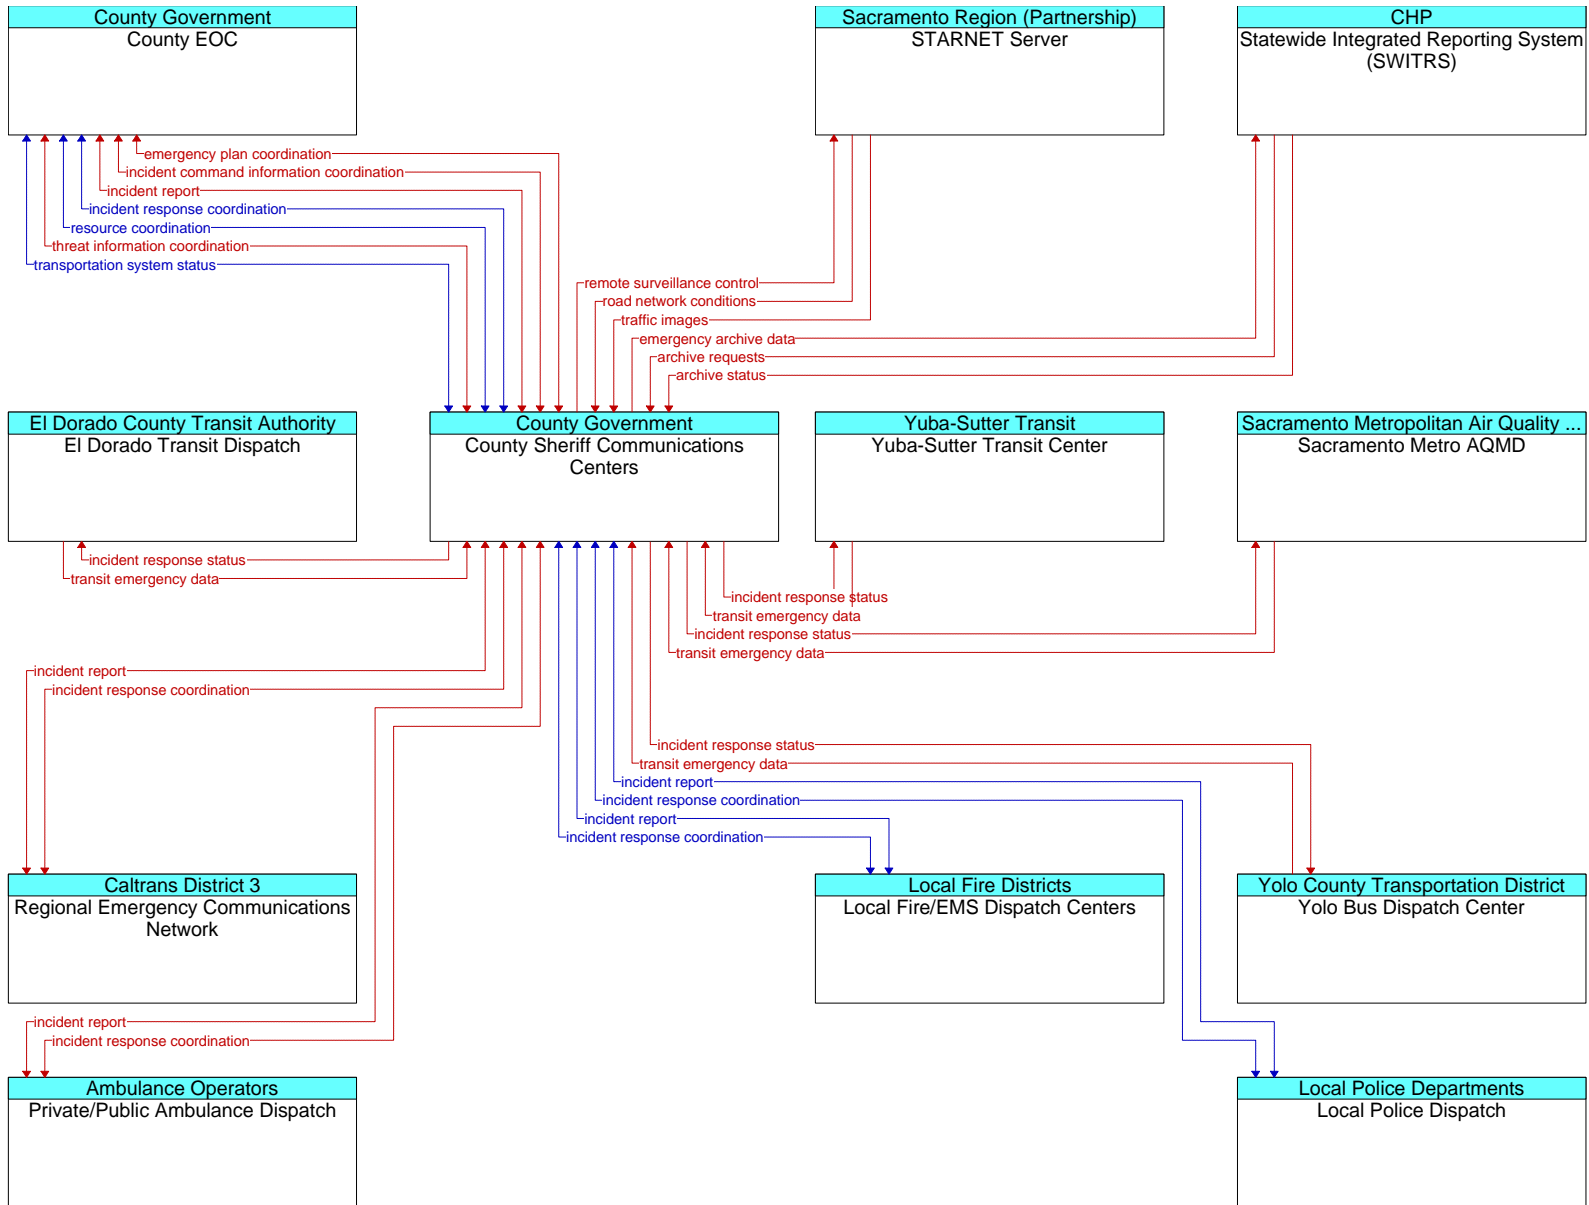 County Government
County EOC
Sacramento Region (Partnership)
STARNET Server
CHP
Statewide Integrated Reporting System
(SWITRS)
emergency plan coordination
incident command information coordination
incident report
incident response coordination
resource coordination
threat information coordination
transportation system status
remote surveillance control
road network conditions
traffic images
emergency archive data
archive requests
archive status
El Dorado County Transit Authority
El Dorado Transit Dispatch
County Government
County Sheriff Communications
Centers
Yuba-Sutter Transit
Yuba-Sutter Transit Center
Sacramento Metropolitan Air Quality ...
Sacramento Metro AQMD
incident response status
transit emergency data
incident response status
transit emergency data
incident response status
transit emergency data
incident report
incident response coordination
incident response status
transit emergency data
incident report
incident response coordination
incident report
incident response coordination
Caltrans District 3
Regional Emergency Communications
Network
Local Fire Districts
Local Fire/EMS Dispatch Centers
Yolo County Transportation District
Yolo Bus Dispatch Center
incident report
incident response coordination
Ambulance Operators
Private/Public Ambulance Dispatch
Local Police Departments
Local Police Dispatch